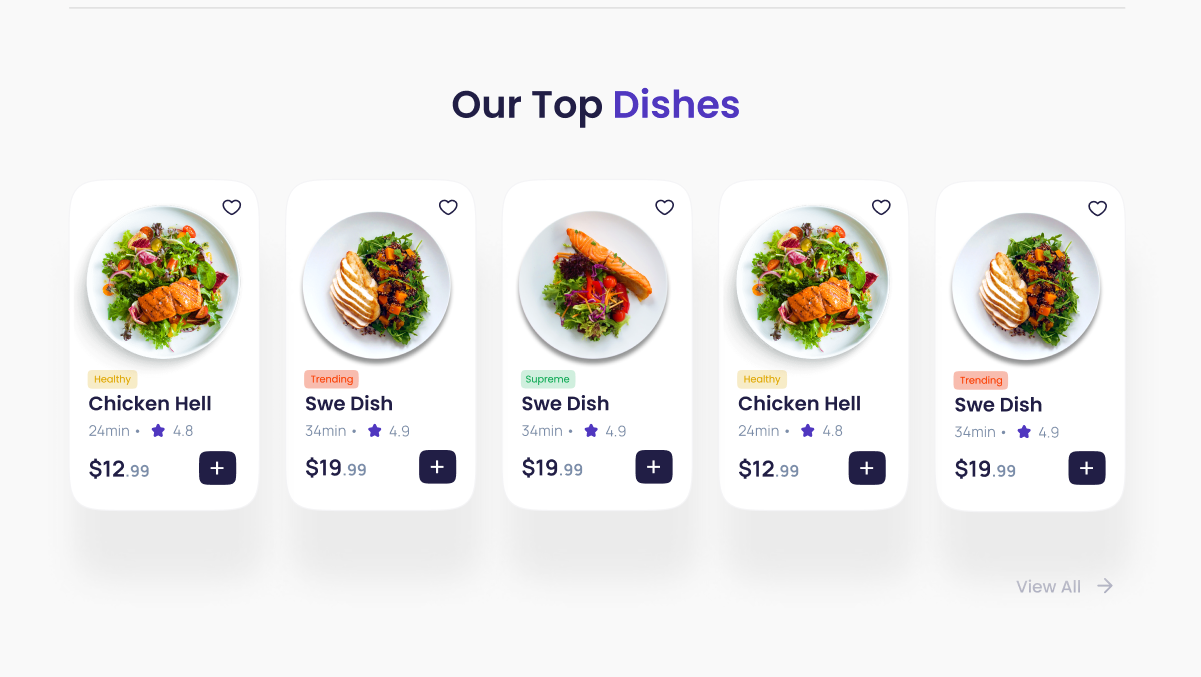 Our Top Dishes
Healthy
Chicken Hell
24min • 4.8
$12.99
Trending
Swe Dish
34min • 4.9
$19.99
Supreme
Swe Dish
34min • 4.9
$19.99
Healthy
Chicken Hell
24min • 4.8
$12.99
Trending
Swe Dish
34min • 4.9
$19.99
View All